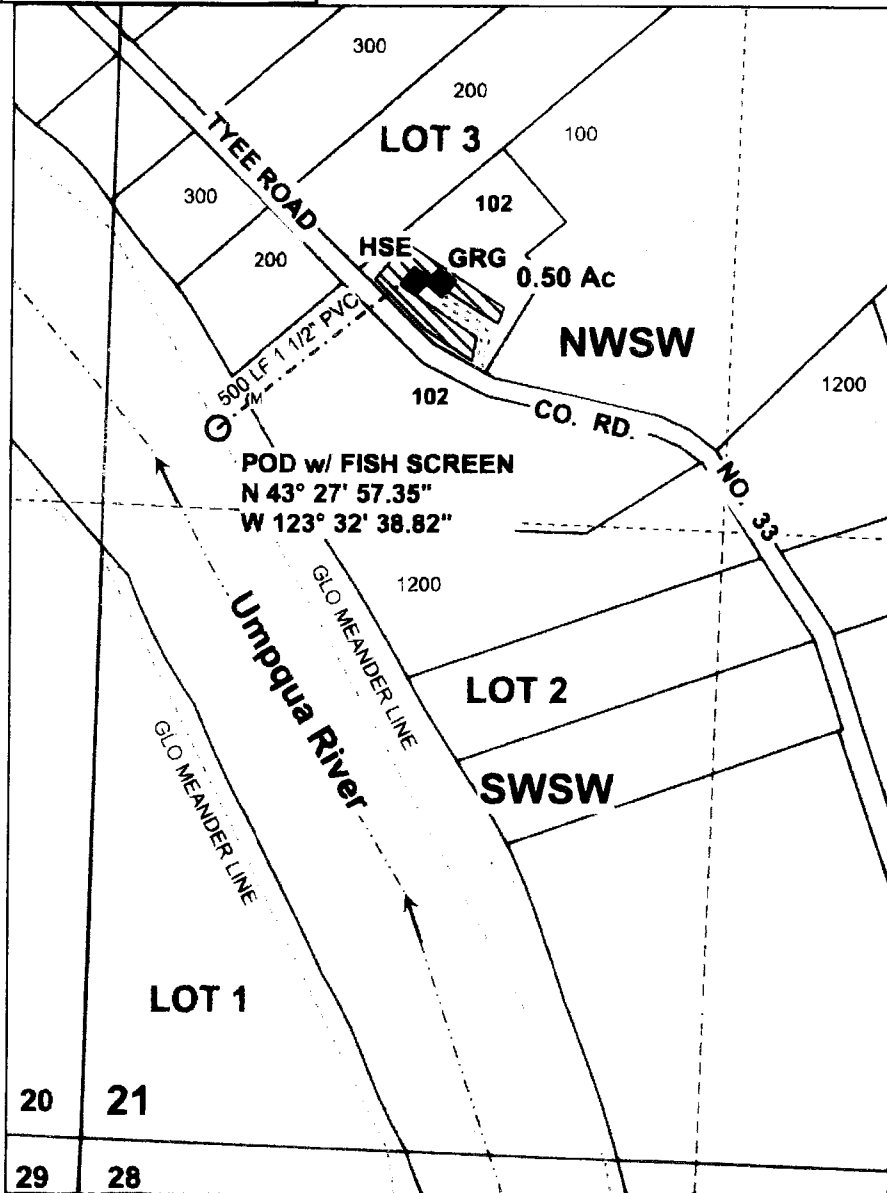 300
200
LOT 3
100
TYEE ROAD
300
102
HSE
GRG
0.50 Ac
200
NWSW
500 LF 1 1/2" PVC
M
102
1200
CO. RD.
NO. 33
POD w/ FISH SCREEN
N 43° 27' 57.35"
W 123° 32' 38.82"
1200
GLO MEANDER LINE
Umpqua River
LOT 2
GLO MEANDER LINE
SWSW
LOT 1
20
21
29
28